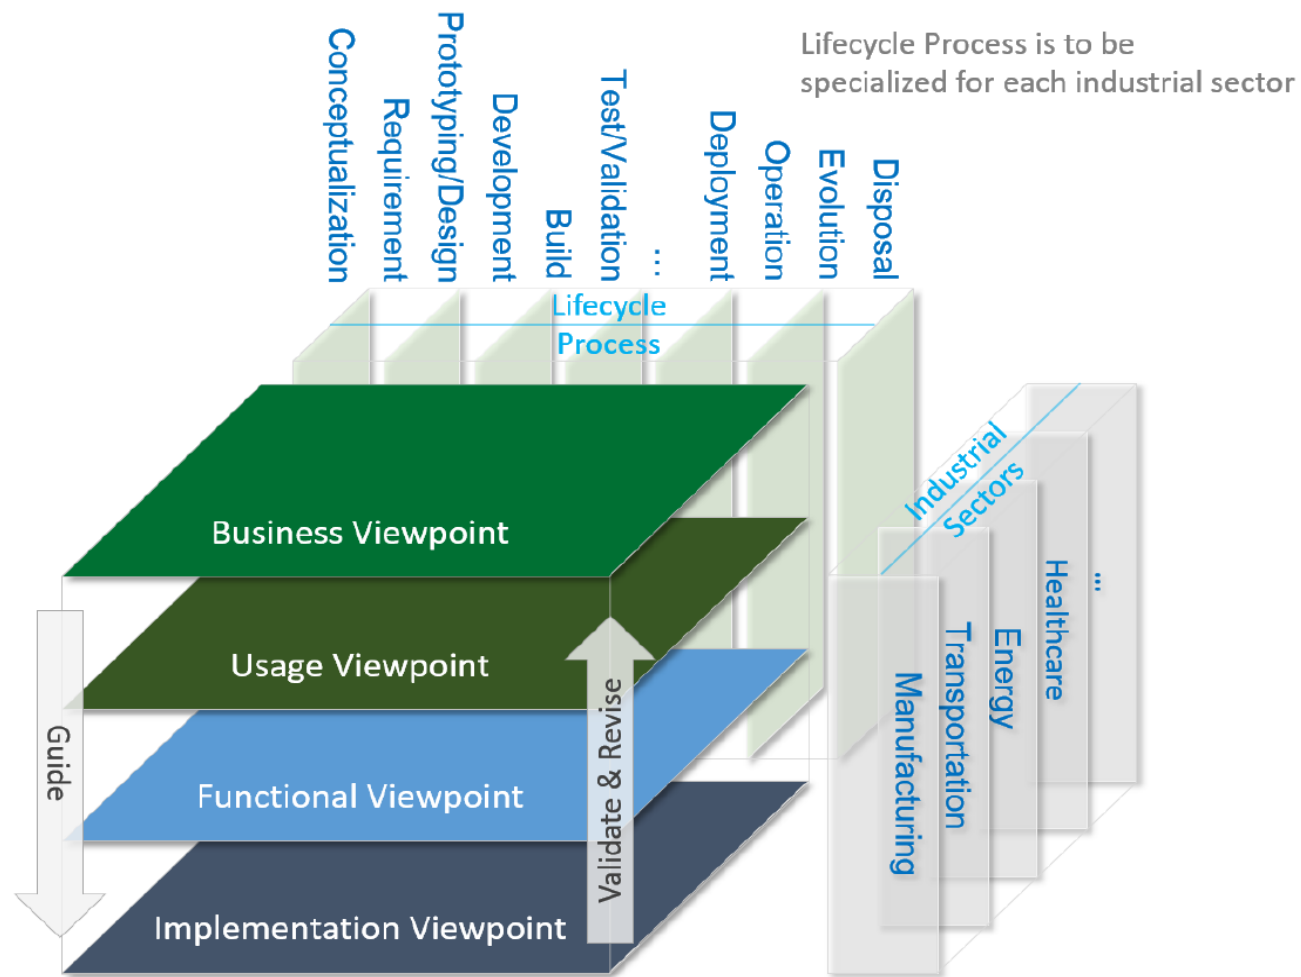 Lifecycle Process is to be
specialized for each industrial sector
Conceptualization
Requirement
Prototyping/Design
Development
Build
Test/Validation
...
Deployment
Operation
Evolution
Disposal
Lifecycle
Process
Industrial
Sectors
Business Viewpoint
Usage Viewpoint
Functional Viewpoint
Implementation Viewpoint
Guide
Validate & Revise
Manufacturing
Transportation
Energy
Healthcare
...